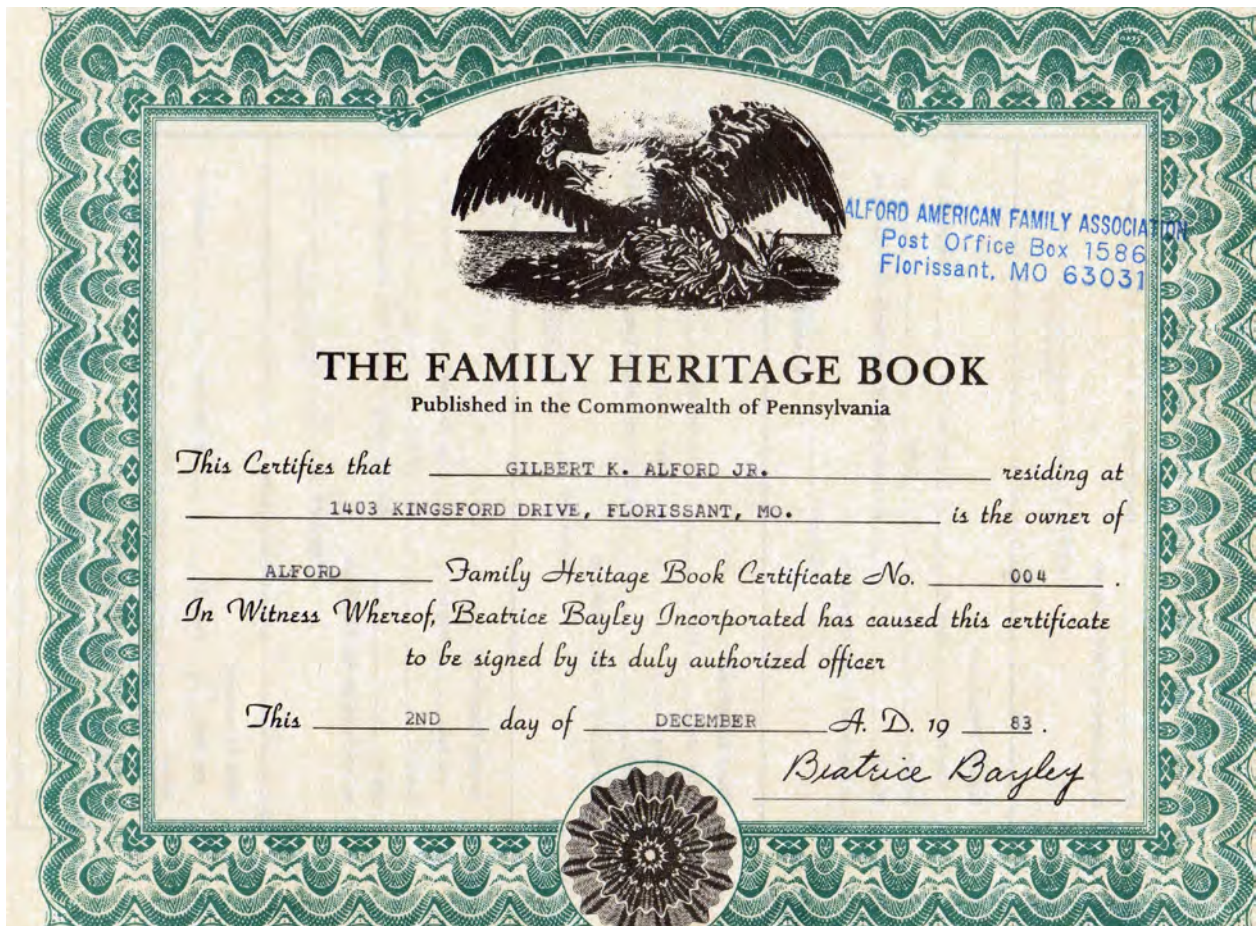 ALFORD AMERICAN FAMILY ASSOCIATION
Post Office Box 1586
Florissant, MO 63031
THE FAMILY HERITAGE BOOK
Published in the Commonwealth of Pennsylvania
This Certifies that GILBERT K. ALFORD JR. residing at
1403 KINGSFORD DRIVE, FLORISSANT, MO. is the owner of
ALFORD Family Heritage Book Certificate No. 004 .
In Witness Whereof, Beatrice Bayley Incorporated has caused this certificate
to be signed by its duly authorized officer
This 2ND day of DECEMBER A. D. 19 83 .
Beatrice Bayley